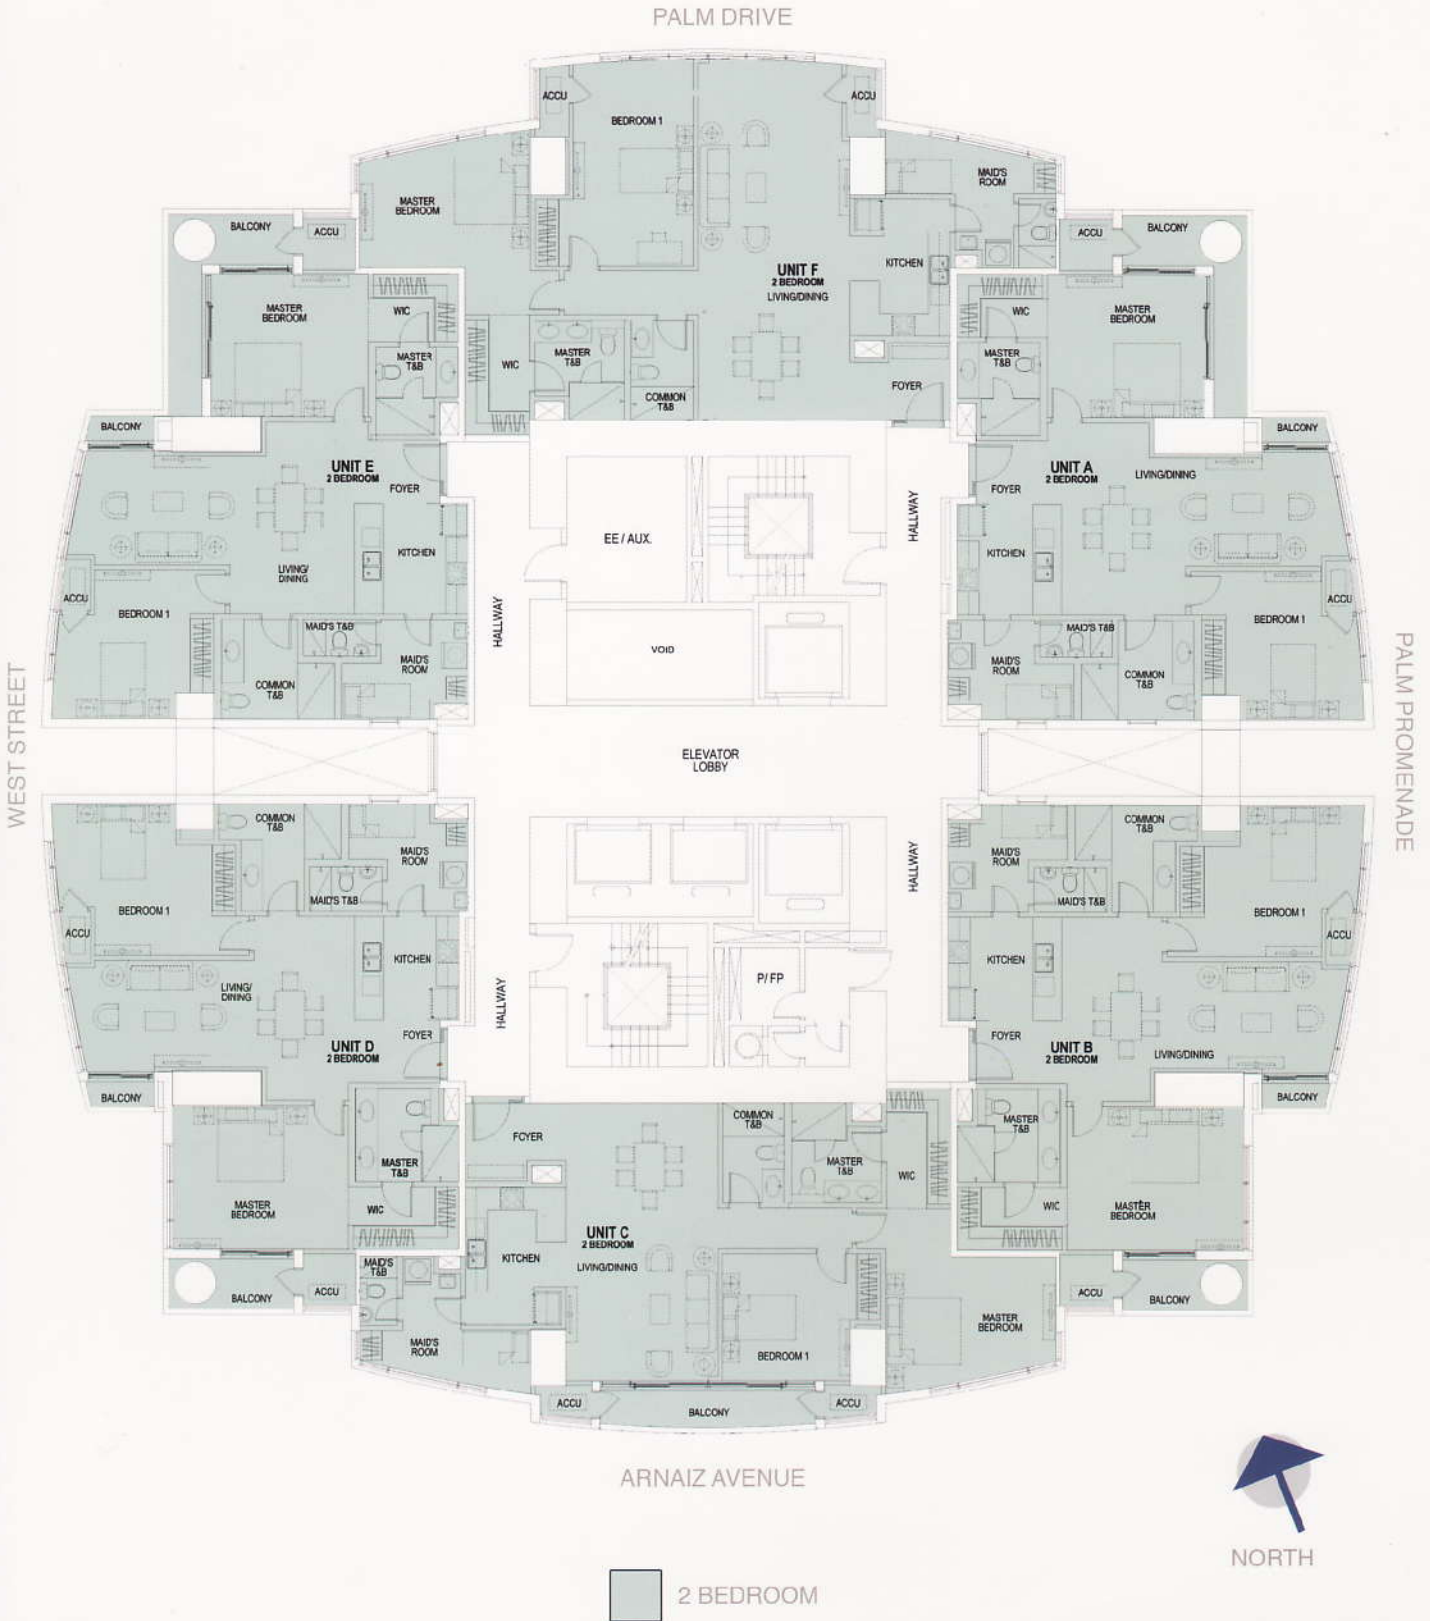 PALM DRIVE
ACCU
BEDROOM 1
ACCU
MASTER
BEDROOM
MAID'S
ROOM
BALCONY
ACCU
ACCU
BALCONY
UNIT F
2 BEDROOM
LIVING/DINING
KITCHEN
MASTER
BEDROOM
WIC
WIC
MASTER
BEDROOM
MASTER
T&B
WIC
MASTER
T&B
COMMON
T&B
FOYER
MASTER
T&B
BALCONY
BALCONY
UNIT E
2 BEDROOM
FOYER
UNIT A
2 BEDROOM
LIVING/DINING
FOYER
HALLWAY
EE / AUX.
KITCHEN
KITCHEN
LIVING/
DINING
ACCU
ACCU
BEDROOM 1
BEDROOM 1
HALLWAY
MAID'S T&B
MAID'S T&B
VOID
MAID'S
ROOM
MAID'S
ROOM
COMMON
T&B
COMMON
T&B
WEST STREET
PALM PROMENADE
ELEVATOR
LOBBY
COMMON
T&B
COMMON
T&B
MAID'S
ROOM
MAID'S
ROOM
HALLWAY
MAID'S T&B
MAID'S T&B
BEDROOM 1
BEDROOM 1
ACCU
ACCU
KITCHEN
KITCHEN
P/ FP
LIVING/
DINING
HALLWAY
FOYER
FOYER
UNIT D
2 BEDROOM
UNIT B
2 BEDROOM
LIVING/DINING
BALCONY
BALCONY
FOYER
COMMON
T&B
MASTER
T&B
MASTER
T&B
MASTER
T&B
WIC
MASTER
BEDROOM
WIC
WIC
MASTER
BEDROOM
UNIT C
2 BEDROOM
LIVING/DINING
KITCHEN
MAID'S
T&B
BALCONY
ACCU
ACCU
BALCONY
MASTER
BEDROOM
MAID'S
ROOM
BEDROOM 1
ACCU
BALCONY
ACCU
ARNAIZ AVENUE
NORTH
2 BEDROOM